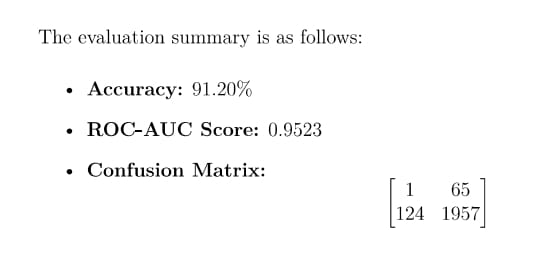 The evaluation summary is as follows:
• Accuracy: 91.20%
• ROC-AUC Score: 0.9523
• Confusion Matrix:
[1 65
124 1957]